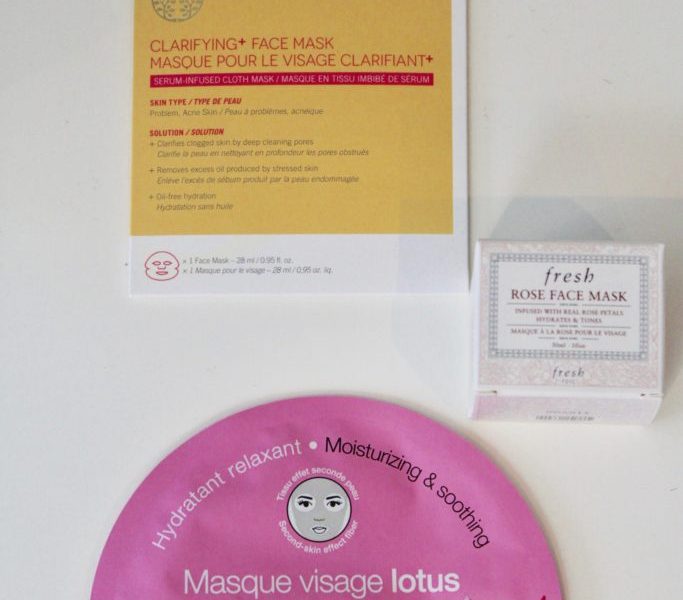 CLARIFYING+ FACE MASK
MASQUE POUR LE VISAGE CLARIFIANT+
SERUM-INFUSED CLOTH MASK / MASQUE EN TISSU IMBIBÉ DE SÉRUM
SKIN TYPE / TYPE DE PEAU
Problem, Acne Skin / Peau à problèmes, acnéique
SOLUTION / SOLUTION
+ Clarifies clogged skin by deep cleaning pores
Clarifie la peau en nettoyant en profondeur les pores obstrués
+ Removes excess oil produced by stressed skin
Enlève l'excès de sébum produit par la peau endommagée
+ Oil-free hydration
Hydratation sans huile
x 1 Face Mask – 28 ml / 0.95 fl. oz.
x 1 Masque pour le visage – 28 ml / 0.95 oz. liq.
fresh
ROSE FACE MASK
INFUSED WITH REAL ROSE PETALS
HYDRATES & TONES
MASQUE À LA ROSE POUR LE VISAGE
30ml - 1oz
fresh
Hydratant relaxant • Moisturizing & soothing
Tissu effet seconde peau
Second-skin effect fiber
Masque visage lotus